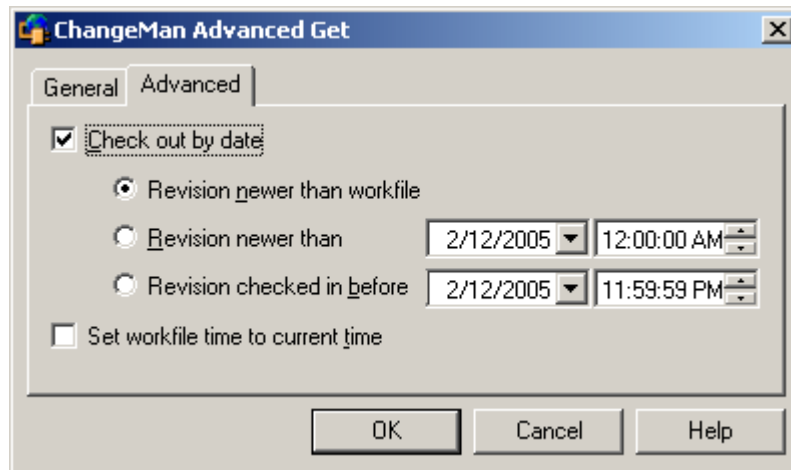 ChangeMan Advanced Get
General Advanced
Check out by date
Revision newer than workfile
Revision newer than 2/12/2005 12:00:00 AM
Revision checked in before 2/12/2005 11:59:59 PM
Set workfile time to current time
OK Cancel Help